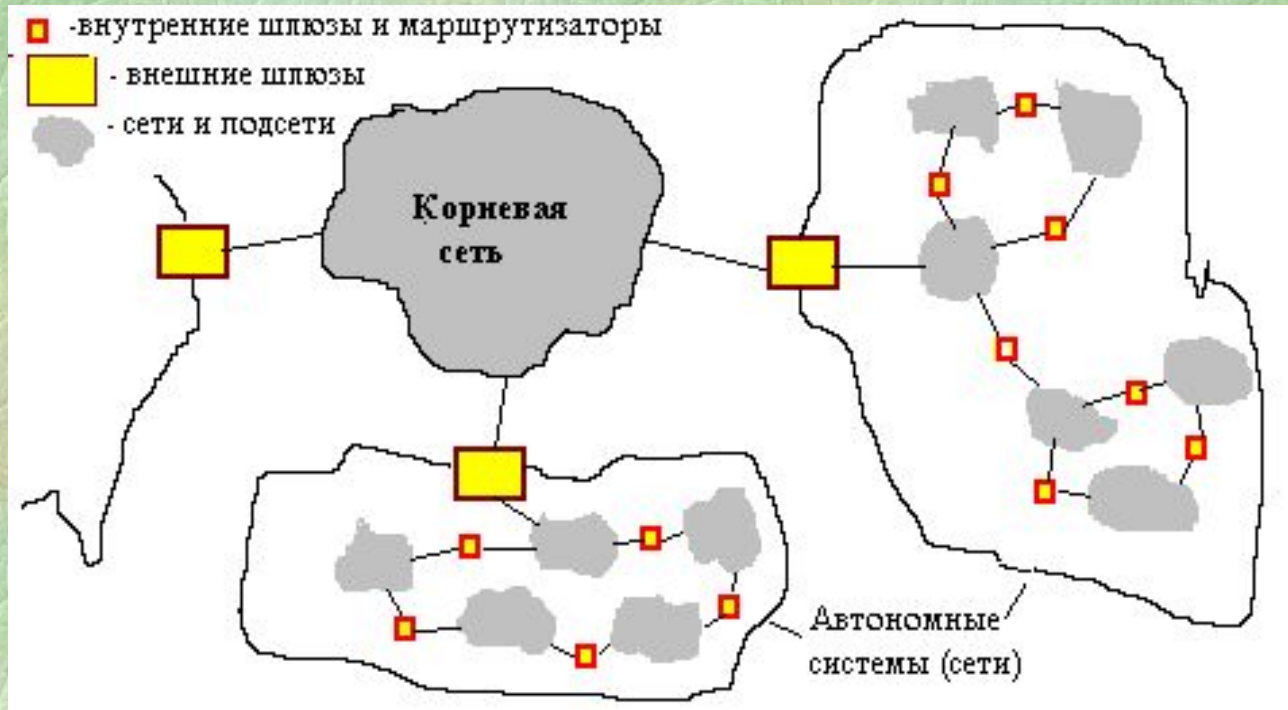 -внутренние шлюзы и маршрутизаторы
- внешние шлюзы
- сети и подсети
Корневая
сеть
Автономные
системы (сети)